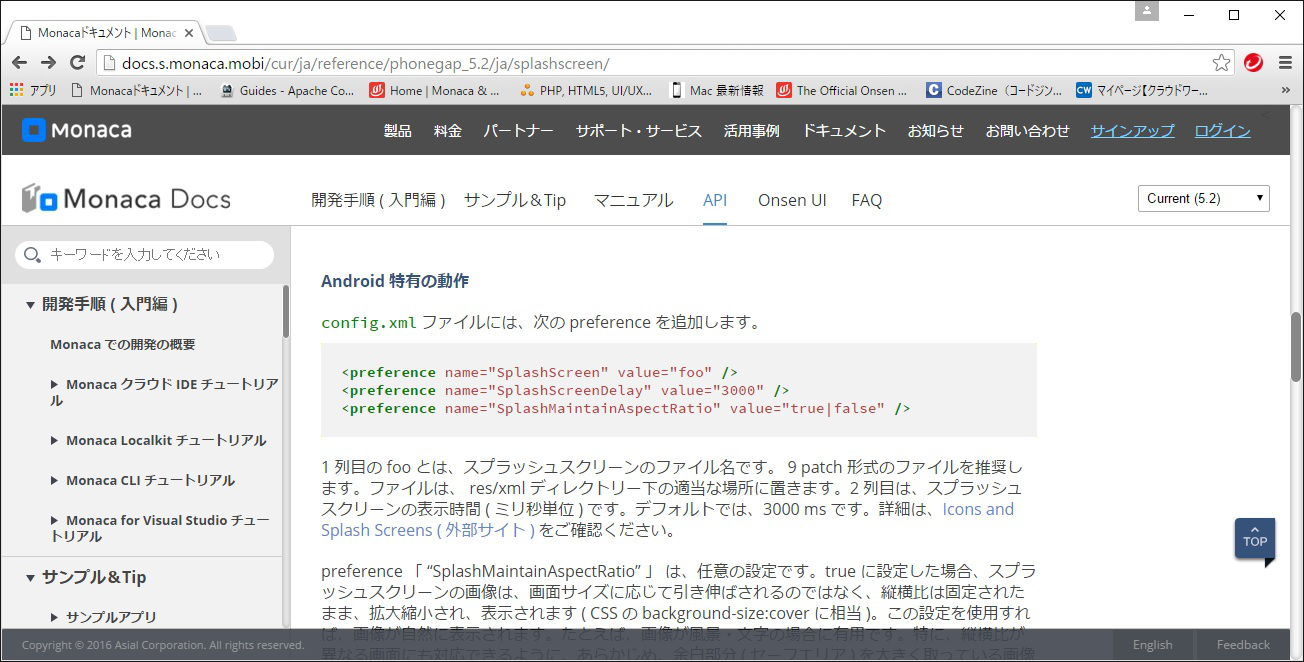 Monacaドキュメント | Monac
docs.s.monaca.mobi/cur/ja/reference/phonegap_5.2/ja/splashscreen/
アプリ Monacaドキュメント | ... Guides - Apache Co... Home | Monaca & ... PHP, HTML5, UI/UX... Mac 最新情報 The Official Onsen ... CodeZine（コードジン... マイページ【クラウドワー... »
Monaca 製品 料金 パートナー サポート・サービス 活用事例 ドキュメント お知らせ お問い合わせ サインアップ ログイン
Monaca Docs 開発手順 ( 入門編 ) サンプル＆Tip マニュアル API Onsen UI FAQ Current (5.2)
キーワードを入力してください
開発手順 ( 入門編 )
Monaca での開発の概要
Monaca クラウド IDE チュートリア
ル
Monaca Localkit チュートリアル
Monaca CLI チュートリアル
Monaca for Visual Studio チュー
トリアル
サンプル＆Tip
サンプルアプリ
Android 特有の動作
config.xml ファイルには、次の preference を追加します。
<preference name="SplashScreen" value="foo" />
<preference name="SplashScreenDelay" value="3000" />
<preference name="SplashMaintainAspectRatio" value="true|false" />
1 列目の foo とは、スプラッシュスクリーンのファイル名です。 9 patch 形式のファイルを推奨し
ます。ファイルは、 res/xml ディレクトリー下の適当な場所に置きます。2 列目は、スプラッシュ
スクリーンの表示時間 ( ミリ秒単位 ) です。デフォルトでは、3000 ms です。詳細は、Icons and
Splash Screens ( 外部サイト ) をご確認ください。
preference 「 “SplashMaintainAspectRatio” 」 は、任意の設定です。true に設定した場合、スプラ
ッシュスクリーンの画像は、画面サイズに応じて引き伸ばされるのではなく、縦横比は固定された
まま、拡大縮小され、表示されます ( CSS の background-size:cover に相当 )。この設定を使用すれ
ば、画像が自然に表示されます。たとえば、画像が風景・文字の場合に有用です。特に、縦横比が
異なる画面にも対応できるように、あらかじめ、余白部分 ( セーフエリア ) を大きく取っている画像
TOP
Copyright © 2016 Asial Corporation. All rights reserved. English Feedback